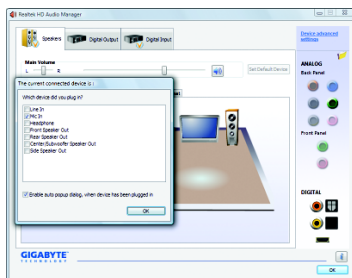 Realtek HD Audio Manager
Speakers
Digital Output
Digital Input
Device advanced settings
Main Volume
L
R
Set Default Device
ANALOG
Back Panel
The current connected device is :
Which device did you plug in?
Line In
Mic In
Headphone
Front Speaker Out
Rear Speaker Out
Center/Subwoofer Speaker Out
Side Speaker Out
Enable auto popup dialog, when device has been plugged in
OK
Front Panel
DIGITAL
GIGABYTE
TECHNOLOGY
OK